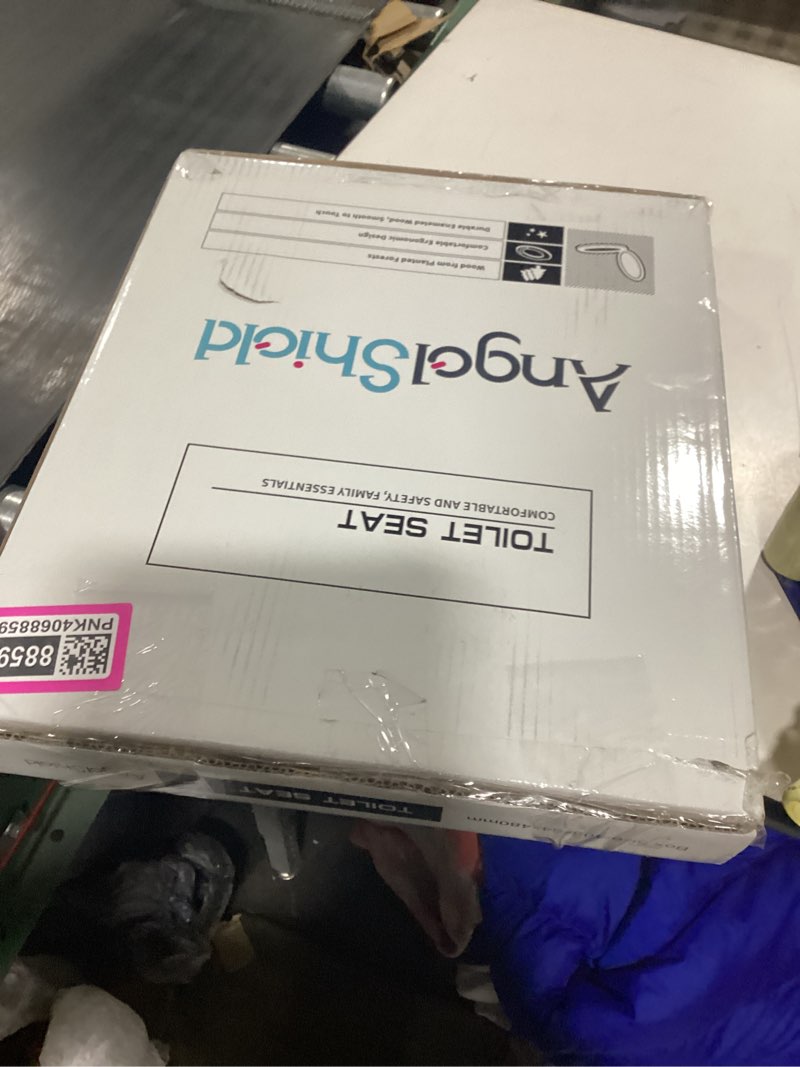 TOILET SEAT
COMFORTABLE AND SAFETY, FAMILY ESSENTIALS
AngelShield
Wood from Planted Forests
Comfortable Ergonomic Design
Durable Enameled Wood, Smooth to Touch
8859
PNK4068859
TOILET SEAT